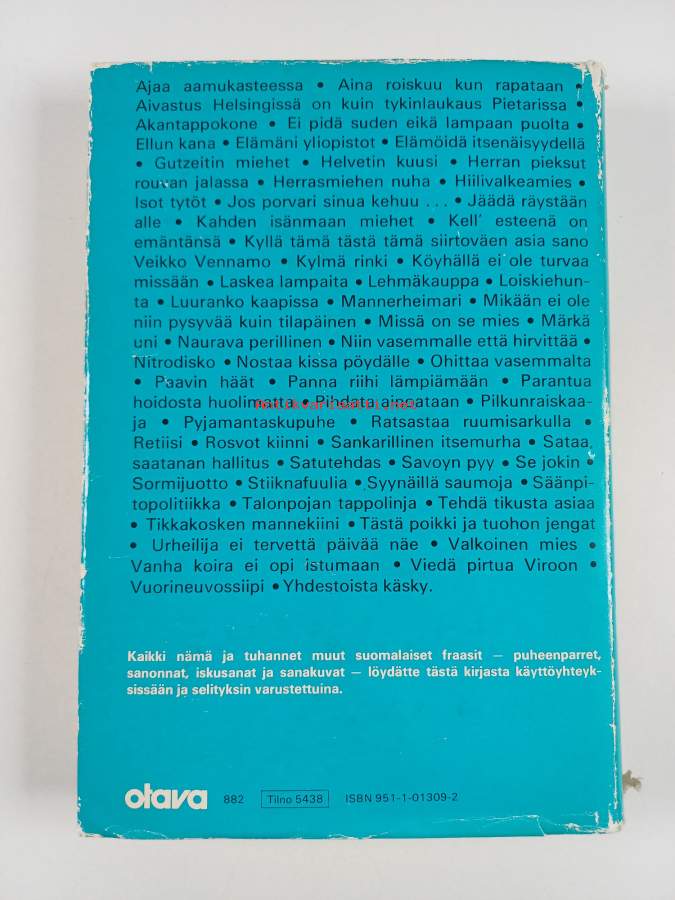 Ajaa aamukasteessa • Aina roiskuu kun rapataan •
Aivastus Helsingissä on kuin tykinlaukaus Pietarissa •
Akantappokone • Ei pidä suden eikä lampaan puolta •
Ellun kana • Elämäni yliopistot • Elämöidä itsenäisyydellä
• Gutzeitin miehet • Helvetin kuusi • Herran pieksut
rouvan jalassa • Herrasmiehen nuha • Hiilivalkeamies •
Isot tytöt • Jos porvari sinua kehuu ... • Jäädä räystään
alle • Kahden isänmaan miehet • Kell' esteenä on
emäntänsä • Kyllä tämä tästä tämä siirtoväen asia sano
Veikko Vennamo • Kylmä rinki • Köyhällä ei ole turvaa
missään • Laskea lampaita • Lehmäkauppa • Loiskiehun-
ta • Luuranko kaapissa • Mannerheimari • Mikään ei ole
niin pysyvää kuin tilapäinen • Missä on se mies • Märkä
uni • Naurava perillinen • Niin vasemmalle että hirvittää •
Nitrodisko • Nostaa kissa pöydälle • Ohittaa vasemmalta
• Paavin häät • Panna riihi lämpiämään • Parantua
hoidosta huolimatta • Pihdata ajopataan • Pilkunraiskaa-
ja • Pyjamantaskupuhe • Ratsastaa ruumisarkulla •
Retiisi • Rosvot kiinni • Sankarillinen itsemurha • Sataa,
saatanan hallitus • Satutehdas • Savoyn pyy • Se jokin •
Sormijuotto • Stiiknafuulia • Syynäillä saumoja • Säänpi-
topolitiikka • Talonpojan tappolinja • Tehdä tikusta asiaa
• Tikkakosken mannekiini • Tästä poikki ja tuohon jengat
• Urheilija ei tervettä päivää näe • Valkoinen mies •
Vanha koira ei opi istumaan • Viedä pirtua Viroon •
Vuorineuvossiipi • Yhdestoista käsky.
Kaikki nämä ja tuhannet muut suomalaiset fraasit — puheenparret,
sanonnat, iskusanat ja sanakuvat — löydätte tästä kirjasta käyttöyhteyk-
sissään ja selityksin varustettuina.
otava 882 Tilno 5438 ISBN 951-1-01309-2